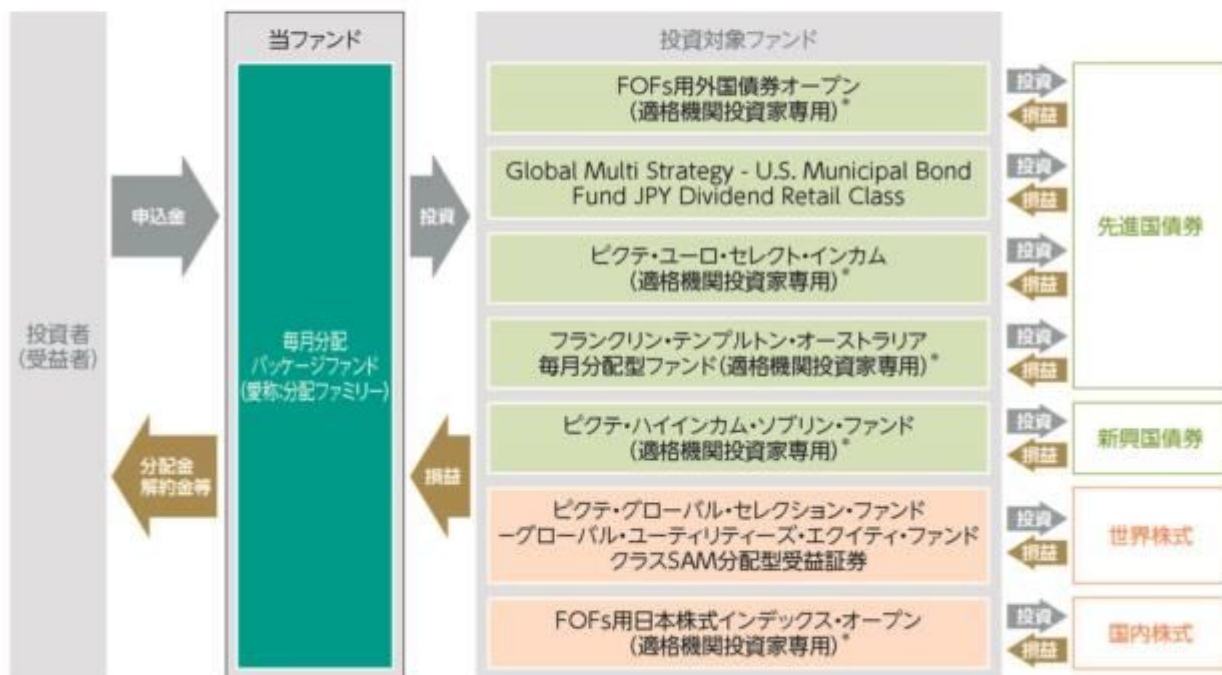 当ファンド
投資対象ファンド
投資者
(受益者)
申込金
分配金
解約金等
毎月分配
パッケージファンド
(愛称:分配ファミリー)
投資
損益
FOFs用外国債券オープン
(適格機関投資家専用)*
投資
損益
Global Multi Strategy - U.S. Municipal Bond
Fund JPY Dividend Retail Class
投資
損益
ピクテ・ユーロ・セレクト・インカム
(適格機関投資家専用)*
投資
損益
フランクリン・テンプルトン・オーストラリア
毎月分配型ファンド(適格機関投資家専用)*
投資
損益
先進国債券
ピクテ・ハイインカム・ソブリン・ファンド
(適格機関投資家専用)*
投資
損益
新興国債券
ピクテ・グローバル・セレクション・ファンド
-グローバル・ユーティリティーズ・エクイティ・ファンド
クラスSAM分配型受益証券
投資
損益
世界株式
FOFs用日本株式インデックス・オープン
(適格機関投資家専用)*
投資
損益
国内株式